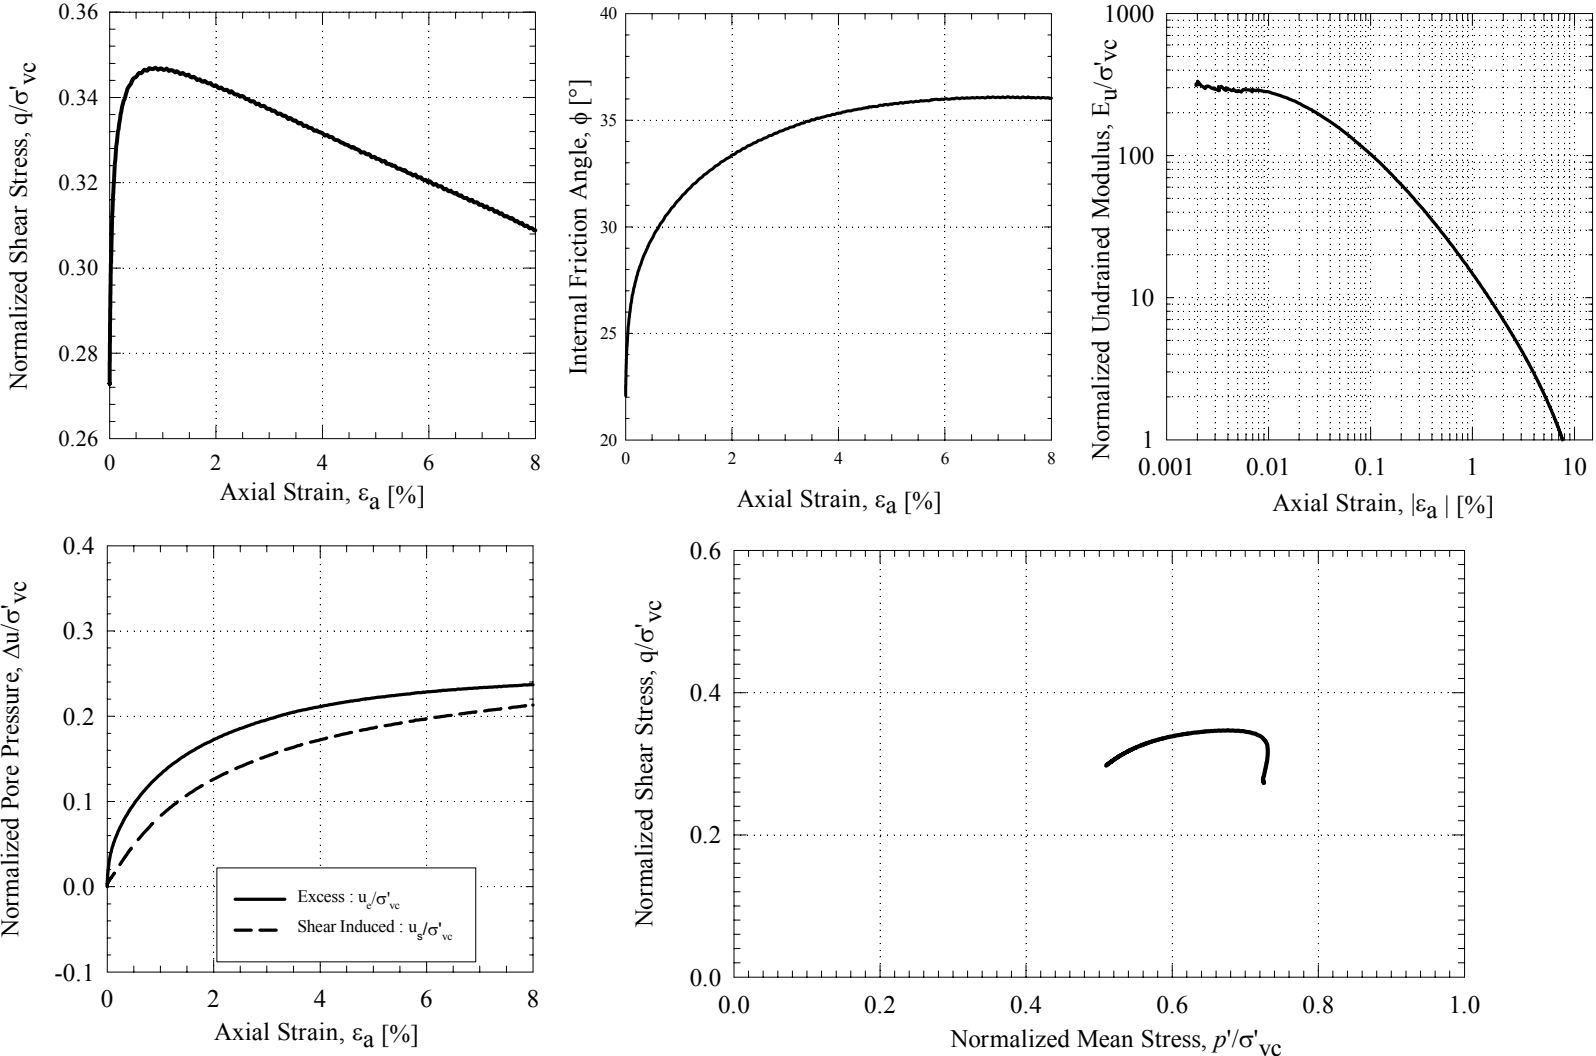 Normalized Shear Stress, q/σ'vc
0.36
0.34
0.32
0.30
0.28
0.26
0 2 4 6 8
Axial Strain, εa [%]
Internal Friction Angle, ϕ [°]
40
35
30
25
20
0 2 4 6 8
Axial Strain, εa [%]
Normalized Undrained Modulus, Eu/σ'vc
1000
100
10
1
0.001 0.01 0.1 1 10
Axial Strain, |εa | [%]
Normalized Pore Pressure, Δu/σ'vc
0.4
0.3
0.2
0.1
0.0
-0.1
Excess : ue/σ'vc
Shear Induced : us/σ'vc
0 2 4 6 8
Axial Strain, εa [%]
Normalized Shear Stress, q/σ'vc
0.6
0.4
0.2
0.0
0.0 0.2 0.4 0.6 0.8 1.0
Normalized Mean Stress, p'/σ'vc